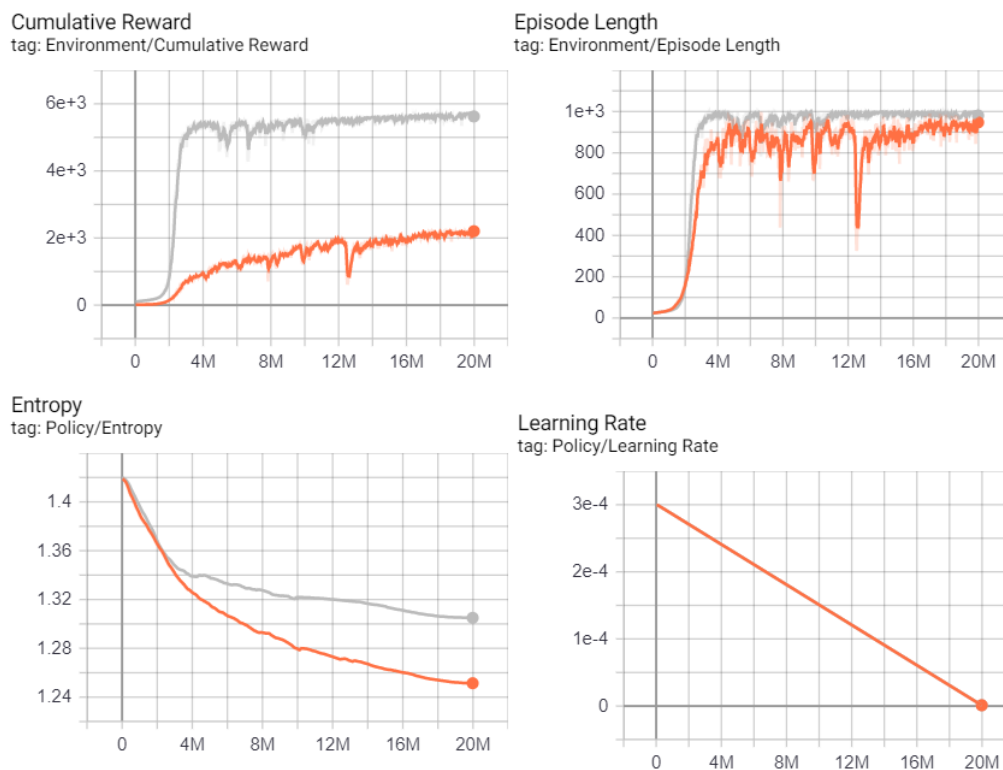 Cumulative Reward
tag: Environment/Cumulative Reward
6e+3
4e+3
2e+3
0
0 4M 8M 12M 16M 20M
Episode Length
tag: Environment/Episode Length
1e+3
800
600
400
200
0
0 4M 8M 12M 16M 20M
Entropy
tag: Policy/Entropy
1.4
1.36
1.32
1.28
1.24
0 4M 8M 12M 16M 20M
Learning Rate
tag: Policy/Learning Rate
3e-4
2e-4
1e-4
0
0 4M 8M 12M 16M 20M